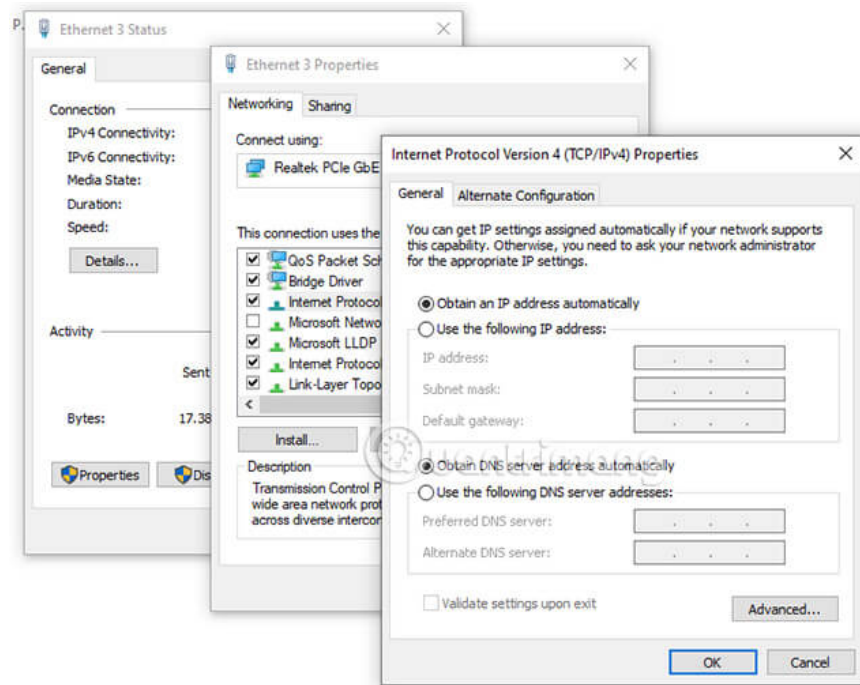 P.
Ethernet 3 Status
General
Connection
IPv4 Connectivity:
IPv6 Connectivity:
Media State:
Duration:
Speed:
Details...
Activity
Sent
Bytes:
17.38
Properties
Dis
Ethernet 3 Properties
Networking
Sharing
Connect using:
Realtek PCIe GbE
This connection uses the
QoS Packet Sch
Bridge Driver
Internet Protocol
Microsoft Netwo
Microsoft LLDP
Internet Protocol
Link-Layer Topo
Install...
Description
Transmission Control P
wide area network prot
across diverse intercon
Internet Protocol Version 4 (TCP/IPv4) Properties
General
Alternate Configuration
You can get IP settings assigned automatically if your network supports
this capability. Otherwise, you need to ask your network administrator
for the appropriate IP settings.
Obtain an IP address automatically
Use the following IP address:
IP address:
Subnet mask:
Default gateway:
Quantrimang
Obtain DNS server address automatically
Use the following DNS server addresses:
Preferred DNS server:
Alternate DNS server:
Validate settings upon exit
Advanced...
OK
Cancel